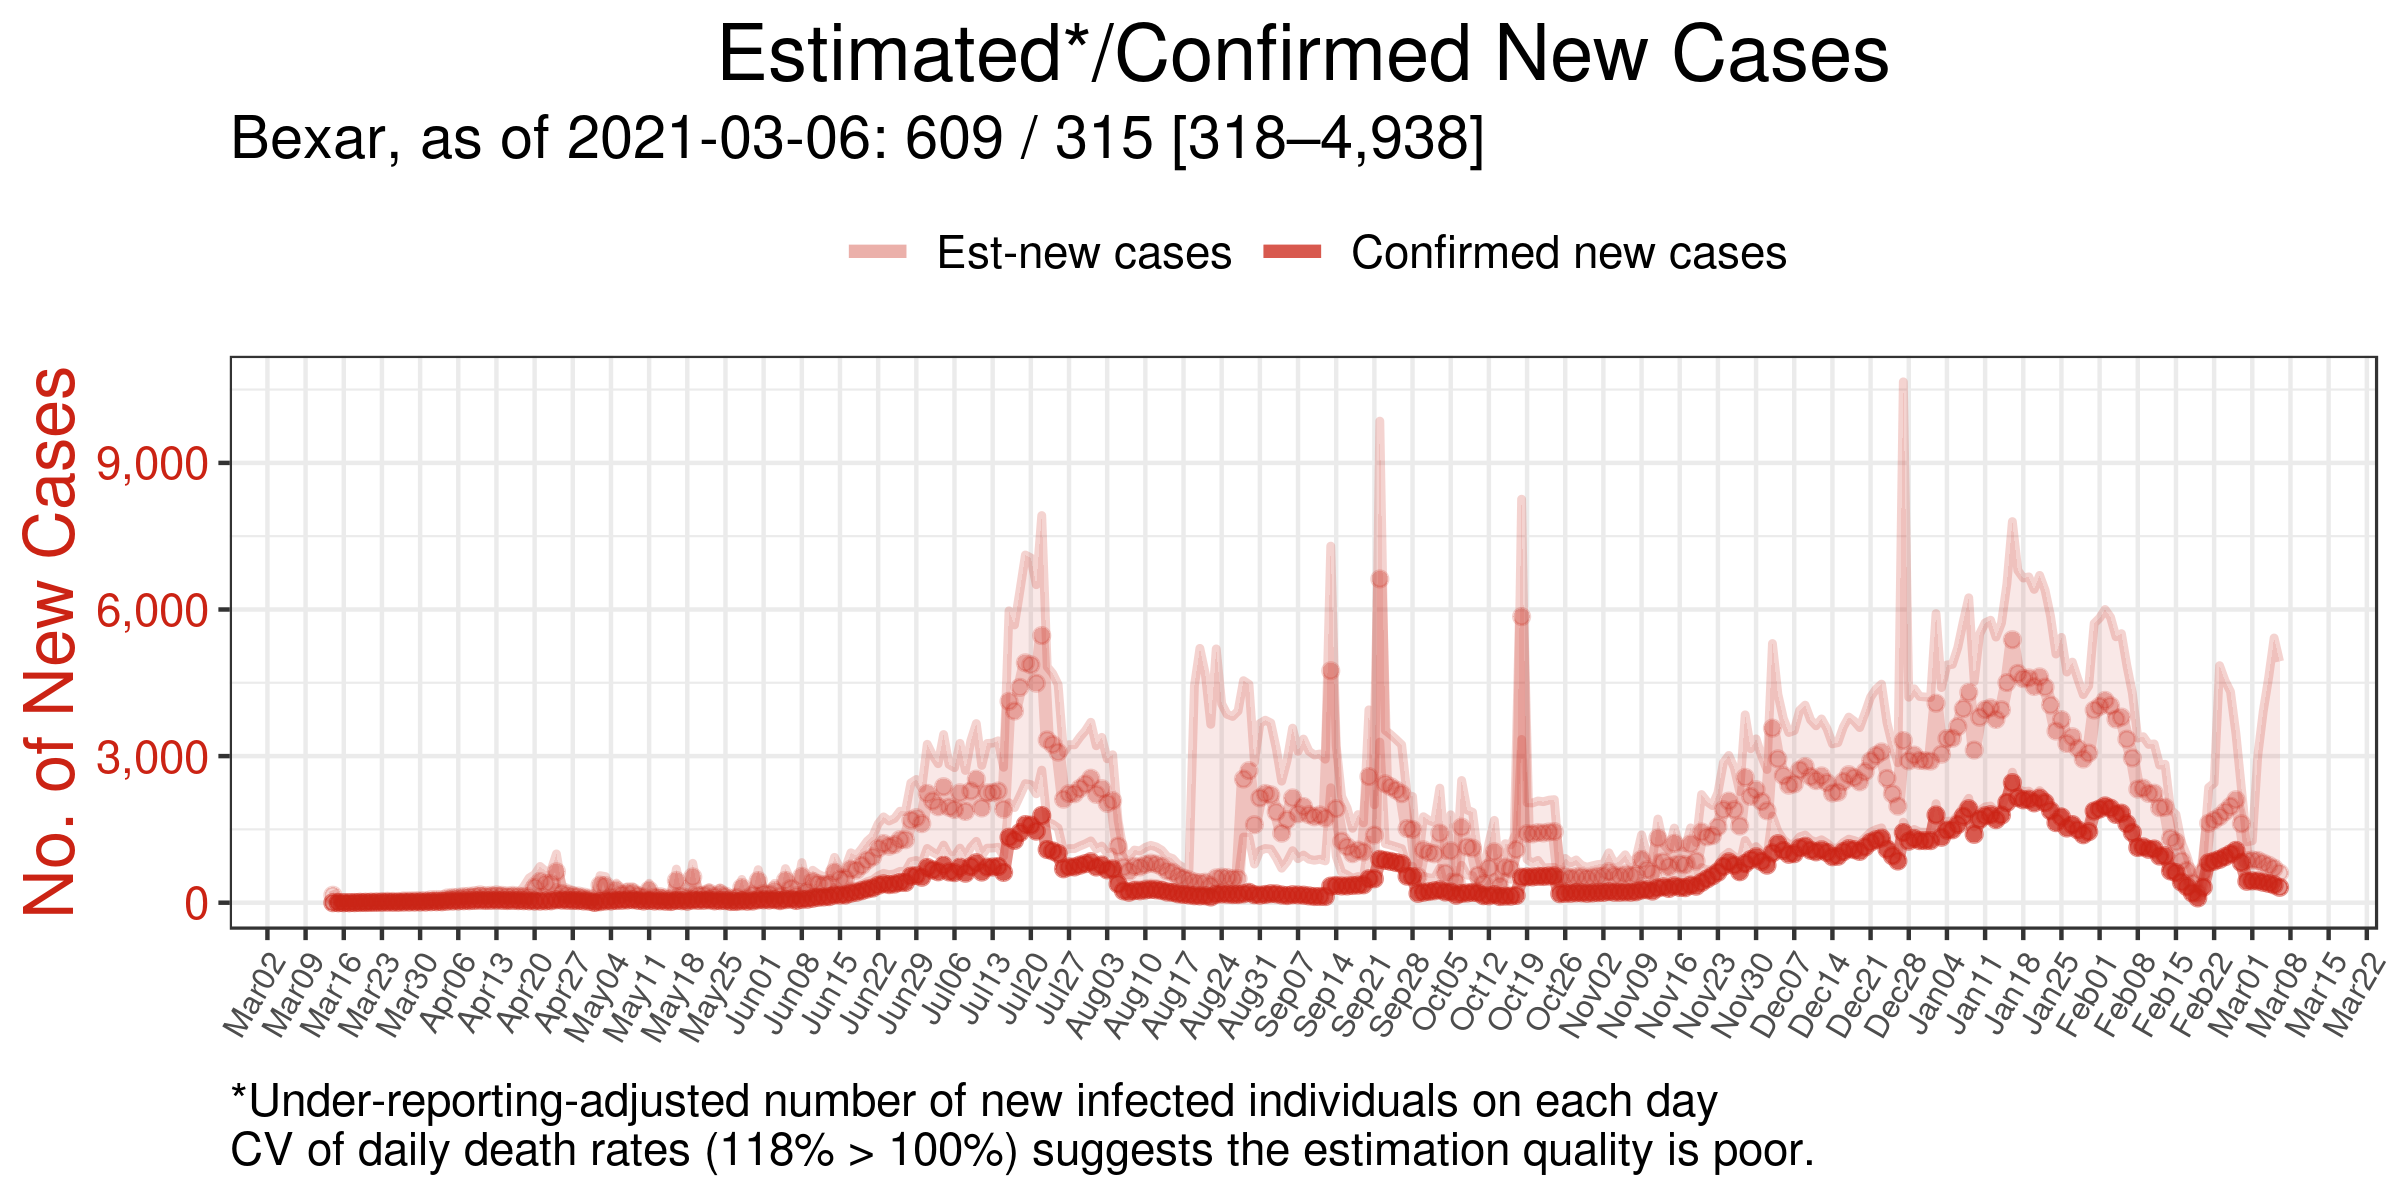 Estimated*/Confirmed New Cases
Bexar, as of 2021-03-06: 609 / 315 [318–4,938]
Est-new cases
Confirmed new cases
No. of New Cases
9,000
6,000
3,000
0
Mar02
Mar09
Mar16
Mar23
Mar30
Apr06
Apr13
Apr20
Apr27
May04
May11
May18
May25
Jun01
Jun08
Jun15
Jun22
Jun29
Jul06
Jul13
Jul20
Jul27
Aug03
Aug10
Aug17
Aug24
Aug31
Sep07
Sep14
Sep21
Sep28
Oct05
Oct12
Oct19
Oct26
Nov02
Nov09
Nov16
Nov23
Nov30
Dec07
Dec14
Dec21
Dec28
Jan04
Jan11
Jan18
Jan25
Feb01
Feb08
Feb15
Feb22
Mar01
Mar08
Mar15
Mar22
*Under-reporting-adjusted number of new infected individuals on each day
CV of daily death rates (118% > 100%) suggests the estimation quality is poor.